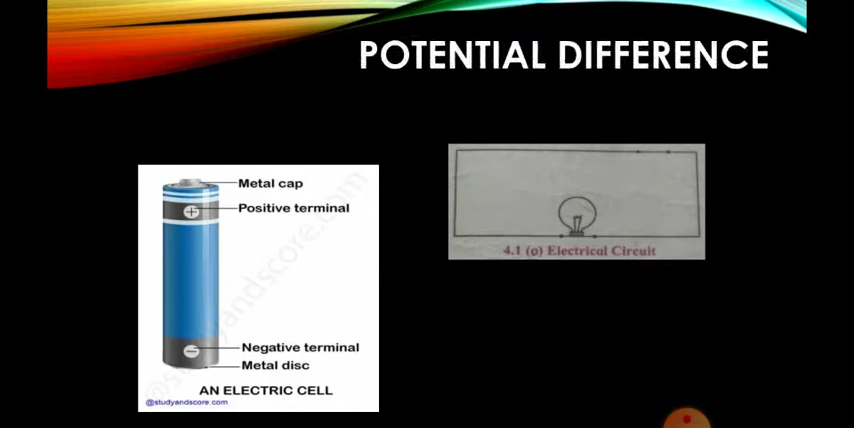 POTENTIAL DIFFERENCE
Metal cap
+ Positive terminal
− Negative terminal
Metal disc
AN ELECTRIC CELL
@studyandscore.com
4.1 (a) Electrical Circuit